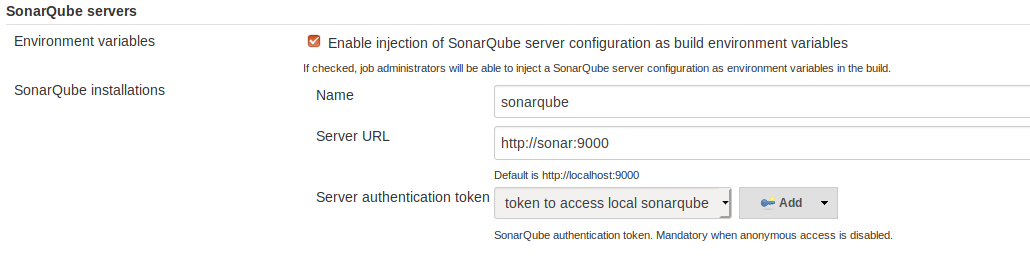 SonarQube servers
Environment variables
Enable injection of SonarQube server configuration as build environment variables
If checked, job administrators will be able to inject a SonarQube server configuration as environment variables in the build.
SonarQube installations
Name
sonarqube
Server URL
http://sonar:9000
Default is http://localhost:9000
Server authentication token
token to access local sonarqube
Add
SonarQube authentication token. Mandatory when anonymous access is disabled.